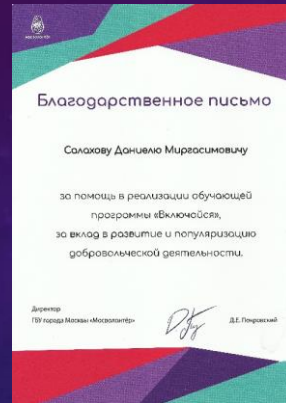 МОСВОЛОНТЁР
Благодарственное письмо
Салахову Даниелю Миргасимовичу
за помощь в реализации обучающей
программы «Включайся»,
за вклад в развитие и популяризацию
добровольческой деятельности.
Директор
ГБУ города Москвы «Мосволонтёр»
Д.Е. Покровский